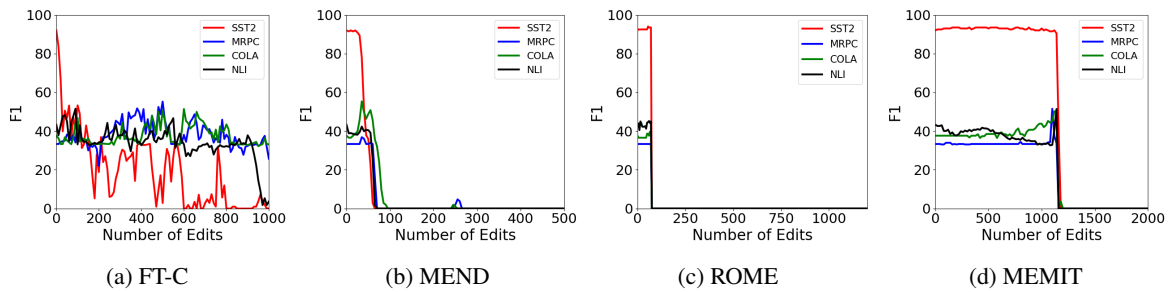 100
80
60
40
20
0
F1
SST2
MRPC
COLA
NLI
0 200 400 600 800 1000
Number of Edits
(a) FT-C
100
80
60
40
20
0
F1
SST2
MRPC
COLA
NLI
0 100 200 300 400 500
Number of Edits
(b) MEND
100
80
60
40
20
0
F1
SST2
MRPC
COLA
NLI
0 250 500 750 1000
Number of Edits
(c) ROME
100
80
60
40
20
0
F1
SST2
MRPC
COLA
NLI
0 500 1000 1500 2000
Number of Edits
(d) MEMIT